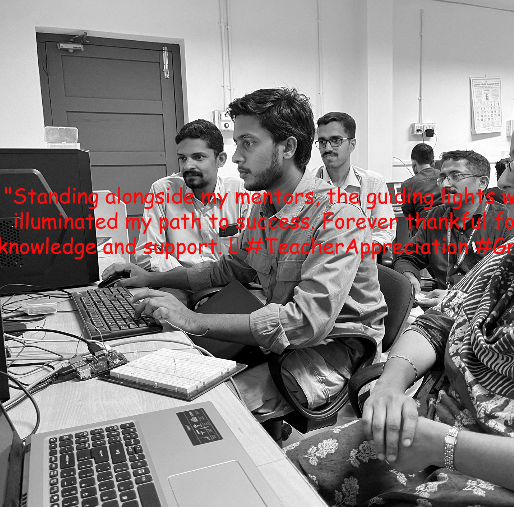 "Standing alongside my mentors, the guiding lights
illuminated my path to success. Forever thankful
knowledge and support. #TeacherAppreciation